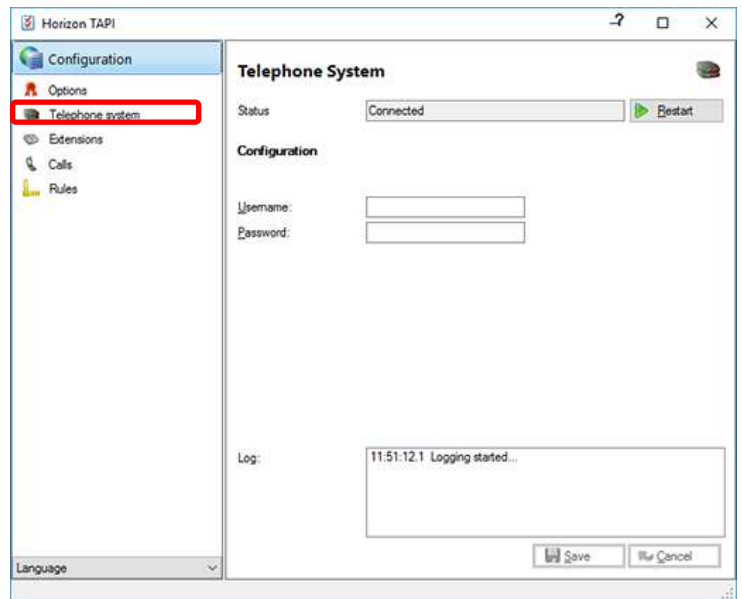 Horizon TAPI
Configuration
Options
Telephone system
Extensions
Calls
Rules
Language
Telephone System
Status
Connected
Restart
Configuration
Username:
Password:
Log:
11:51:12.1 Logging started...
Save
Cancel